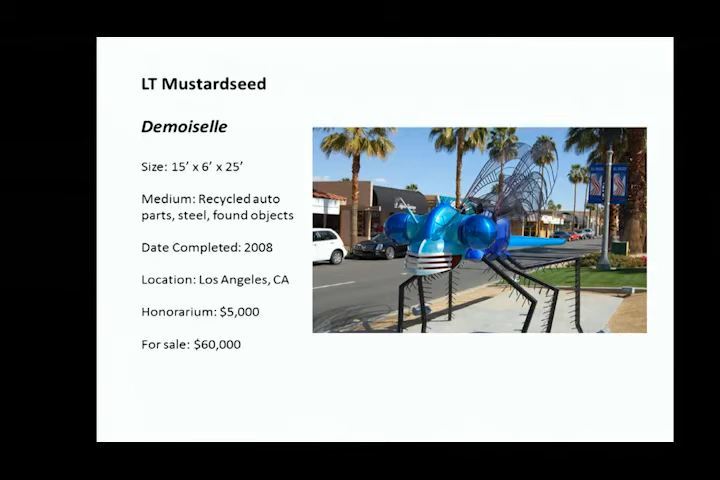 LT Mustardseed
Demoiselle
Size: 15’ x 6’ x 25’
Medium: Recycled auto
parts, steel, found objects
Date Completed: 2008
Location: Los Angeles, CA
Honorarium: $5,000
For sale: $60,000